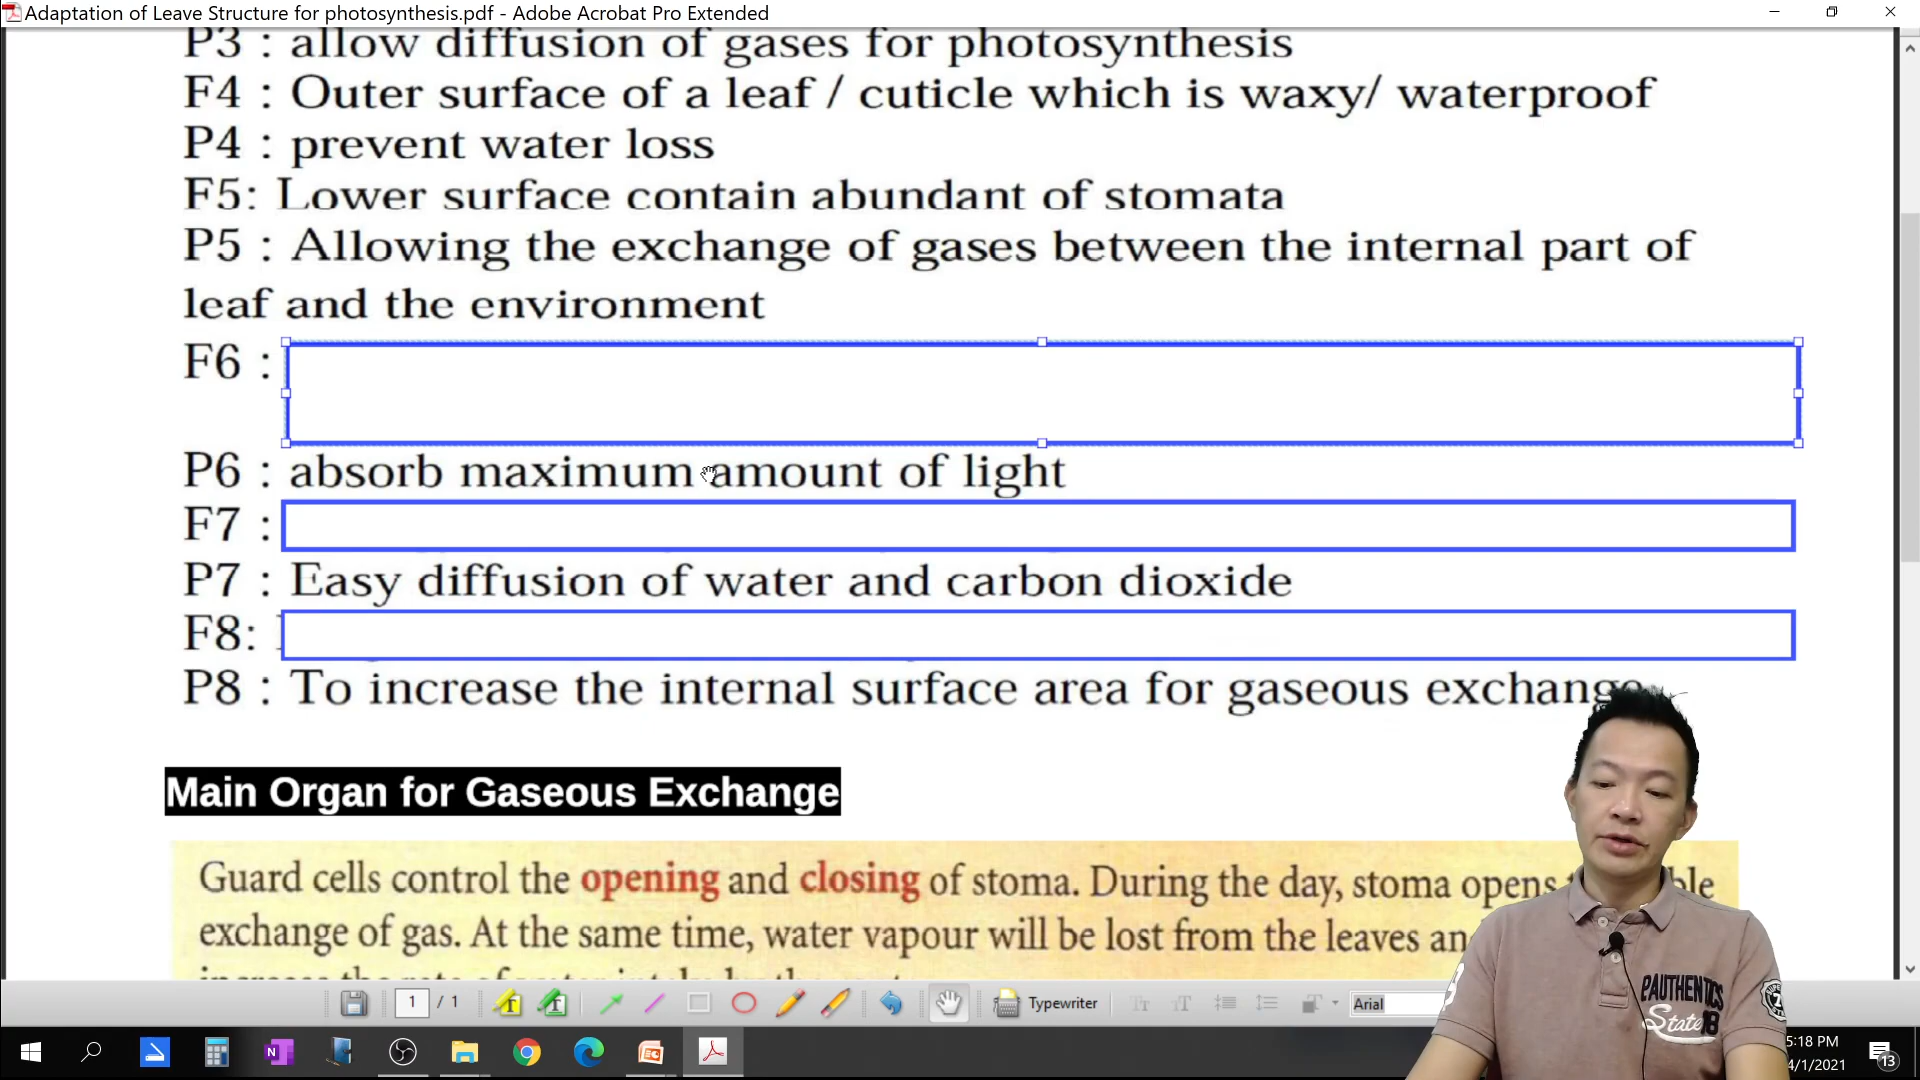 Adaptation of Leave Structure for photosynthesis.pdf - Adobe Acrobat Pro Extended
P3 : allow diffusion of gases for photosynthesis
F4 : Outer surface of a leaf / cuticle which is waxy/ waterproof
P4 : prevent water loss
F5: Lower surface contain abundant of stomata
P5 : Allowing the exchange of gases between the internal part of
leaf and the environment
F6 :
P6 : absorb maximum amount of light
F7 :
P7 : Easy diffusion of water and carbon dioxide
F8:
P8 : To increase the internal surface area for gaseous exchange
Main Organ for Gaseous Exchange
Guard cells control the opening and closing of stoma. During the day, stoma opens
exchange of gas. At the same time, water vapour will be lost from the leaves
1 / 1
Typewriter
Arial
PAUTHENTICS
State 18
5:18 PM
4/1/2021
13